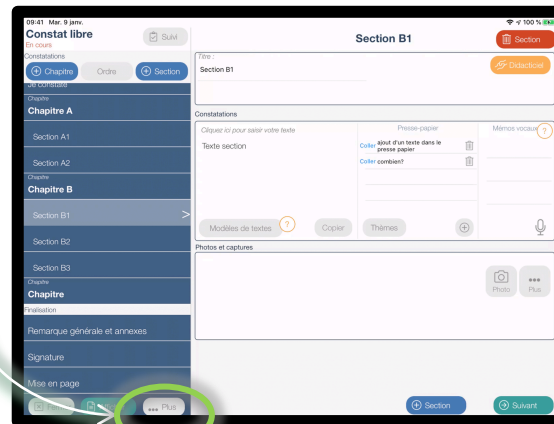 09:41 Mar. 9 janv.
100 %
Constat libre
En cours
Suivi
Section B1
Section
Constatations
Chapitre
Ordre
Section
Je constate
Chapitre
Chapitre A
Section A1
Section A2
Chapitre
Chapitre B
Section B1 >
Section B2
Section B3
Chapitre
Chapitre
Finalisation
Remarque générale et annexes
Signature
Mise en page
Plus
Titre :
Section B1
Didacticiel
Constatations
Cliquez ici pour saisir votre texte
Texte section
Modèles de textes ?
Copier
Presse-papier
Coller ajout d'un texte dans le
presse papier
Coller combien?
Thèmes
Mémos vocaux ?
Photos et captures
Photo
Plus
Section
Suivant